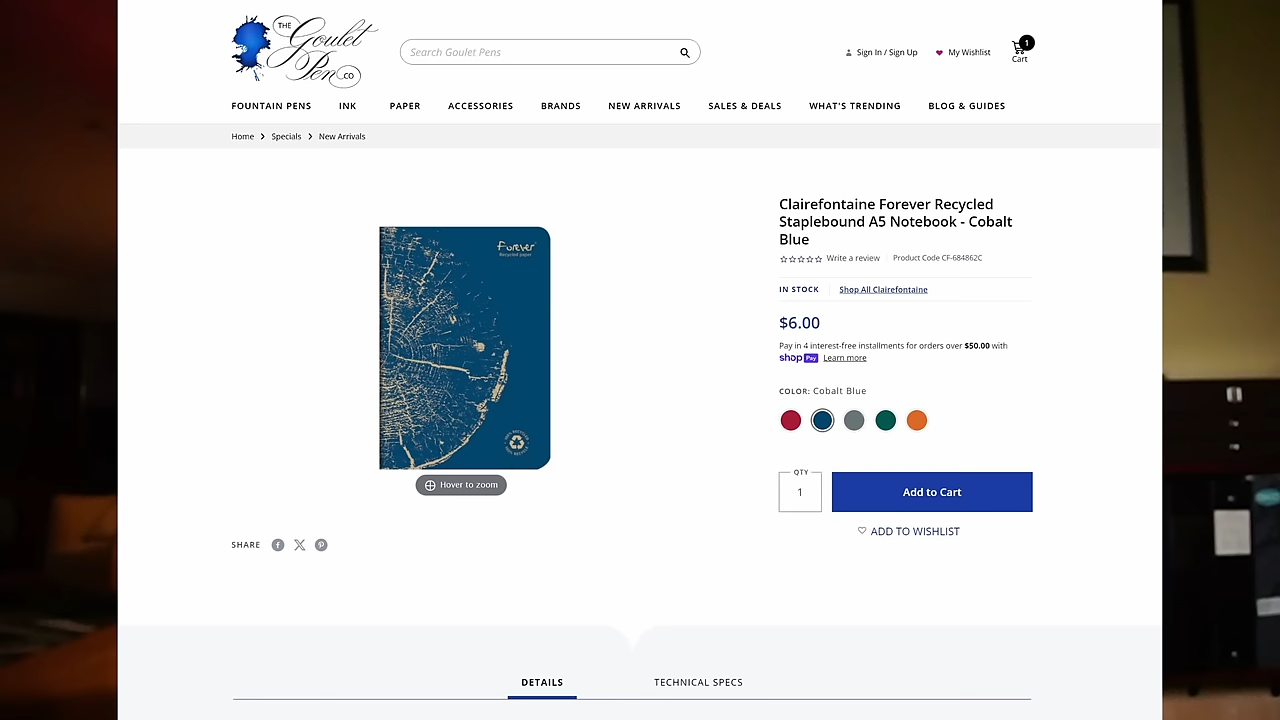 THE
Goulet
Pen co
Search Goulet Pens
Sign In / Sign Up
My Wishlist
1
Cart
FOUNTAIN PENS
INK
PAPER
ACCESSORIES
BRANDS
NEW ARRIVALS
SALES & DEALS
WHAT'S TRENDING
BLOG & GUIDES
Home
Specials
New Arrivals
Forever
Recycled paper
Hover to zoom
SHARE
Clairefontaine Forever Recycled
Staplebound A5 Notebook - Cobalt
Blue
Write a review
Product Code CF-684862C
IN STOCK
Shop All Clairefontaine
$6.00
Pay in 4 interest-free installments for orders over $50.00 with
shop Pay Learn more
COLOR: Cobalt Blue
QTY
1
Add to Cart
ADD TO WISHLIST
DETAILS
TECHNICAL SPECS